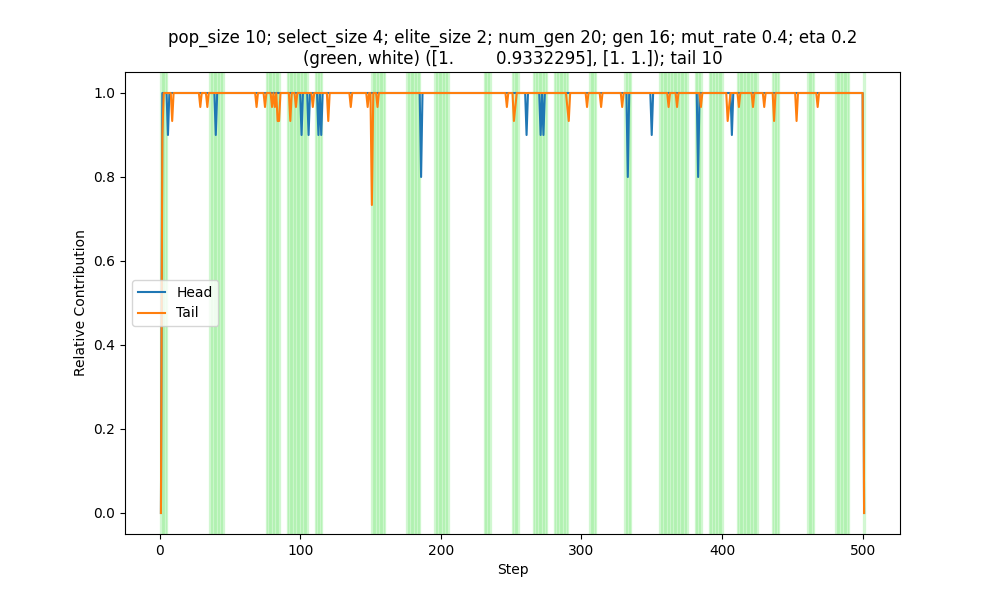 pop_size 10; select_size 4; elite_size 2; num_gen 20; gen 16; mut_rate 0.4; eta 0.2
(green, white) ([1.         0.9332295], [1. 1.]); tail 10
1.0
0.8
0.6
0.4
0.2
0.0
Relative Contribution
Head
Tail
0 100 200 300 400 500
Step